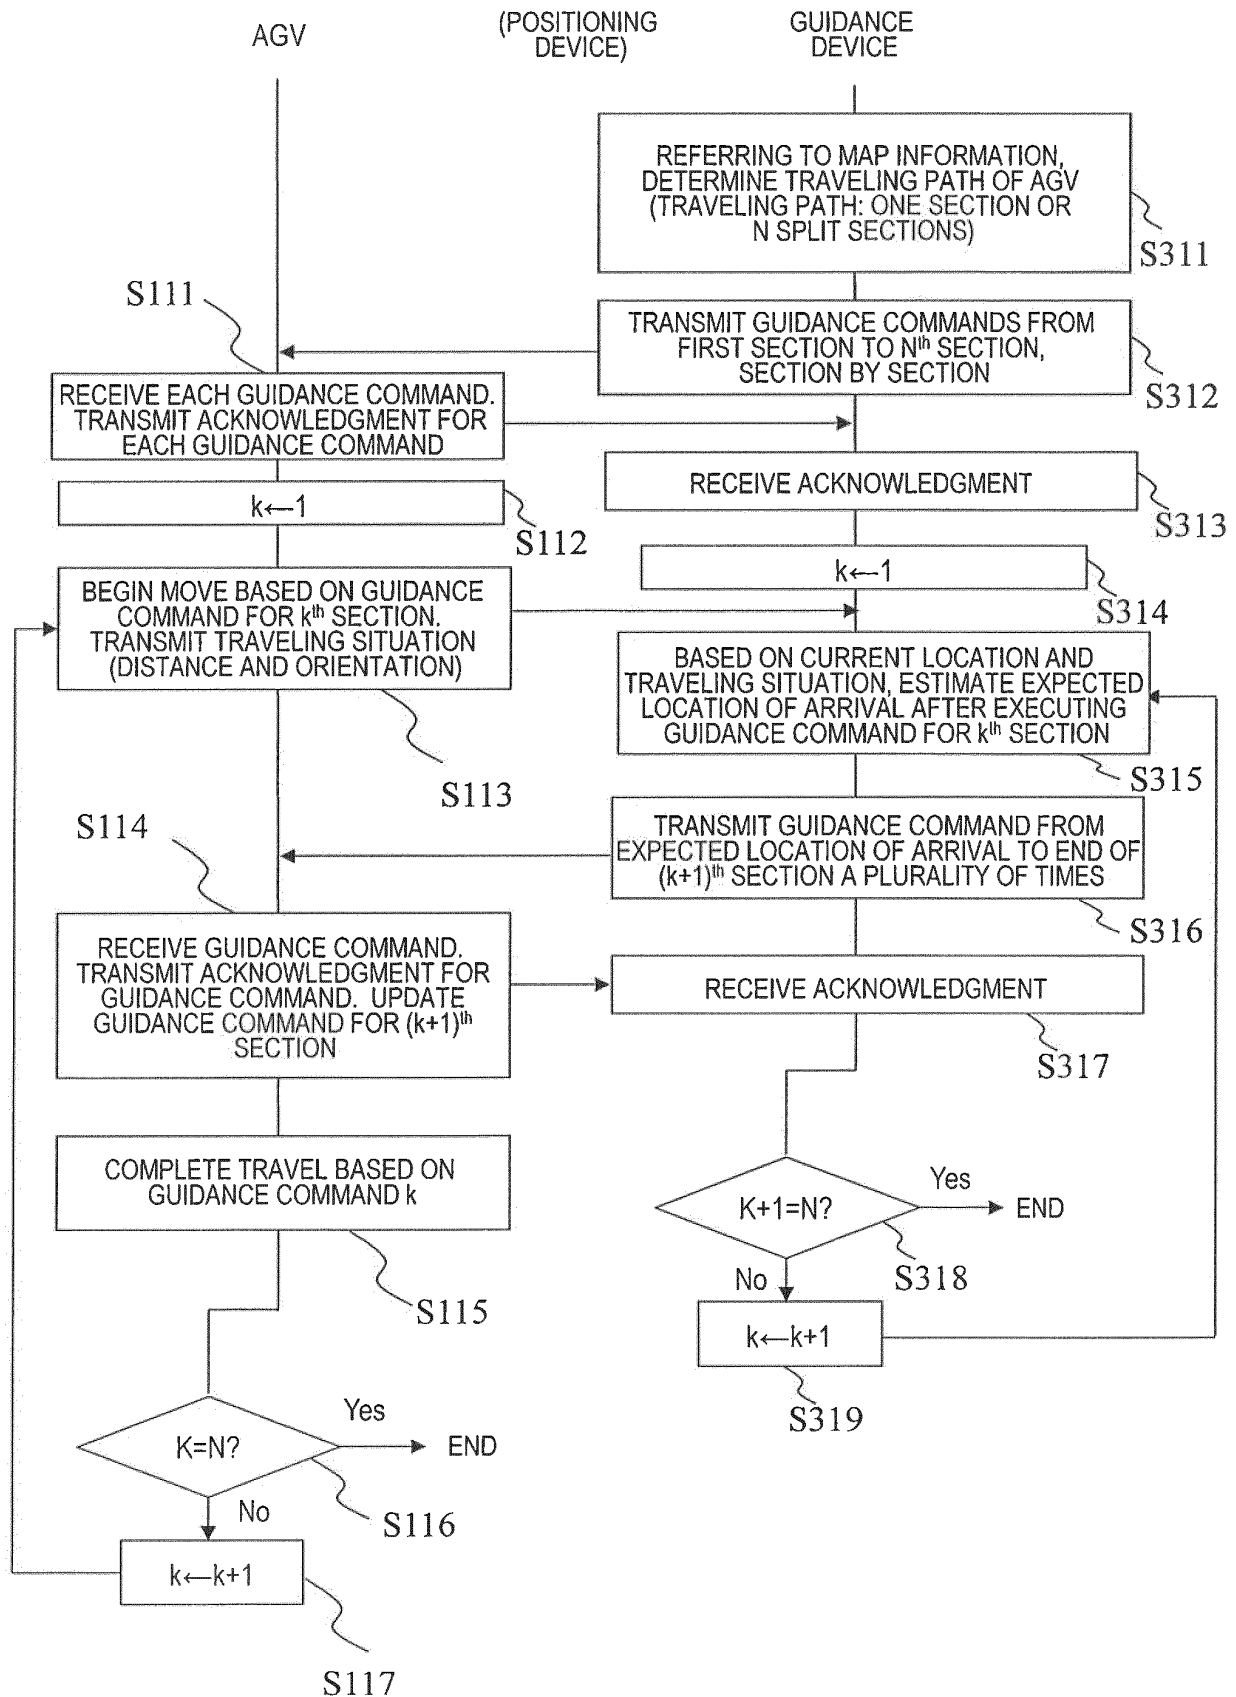 AGV
(POSITIONING
DEVICE)
GUIDANCE
DEVICE
REFERRING TO MAP INFORMATION,
DETERMINE TRAVELING PATH OF AGV
(TRAVELING PATH: ONE SECTION OR
N SPLIT SECTIONS)
S311
S111
TRANSMIT GUIDANCE COMMANDS FROM
FIRST SECTION TO Nth SECTION,
SECTION BY SECTION
S312
RECEIVE EACH GUIDANCE COMMAND.
TRANSMIT ACKNOWLEDGMENT FOR
EACH GUIDANCE COMMAND
RECEIVE ACKNOWLEDGMENT
S313
k←1
S112
k←1
S314
BEGIN MOVE BASED ON GUIDANCE
COMMAND FOR kth SECTION.
TRANSMIT TRAVELING SITUATION
(DISTANCE AND ORIENTATION)
S113
BASED ON CURRENT LOCATION AND
TRAVELING SITUATION, ESTIMATE EXPECTED
LOCATION OF ARRIVAL AFTER EXECUTING
GUIDANCE COMMAND FOR kth SECTION
S315
S114
TRANSMIT GUIDANCE COMMAND FROM
EXPECTED LOCATION OF ARRIVAL TO END OF
(k+1)th SECTION A PLURALITY OF TIMES
S316
RECEIVE GUIDANCE COMMAND.
TRANSMIT ACKNOWLEDGMENT FOR
GUIDANCE COMMAND. UPDATE
GUIDANCE COMMAND FOR (k+1)th
SECTION
RECEIVE ACKNOWLEDGMENT
S317
COMPLETE TRAVEL BASED ON
GUIDANCE COMMAND k
S115
K+1=N?
Yes
END
S318
No
k←k+1
S319
K=N?
Yes
END
S116
No
k←k+1
S117